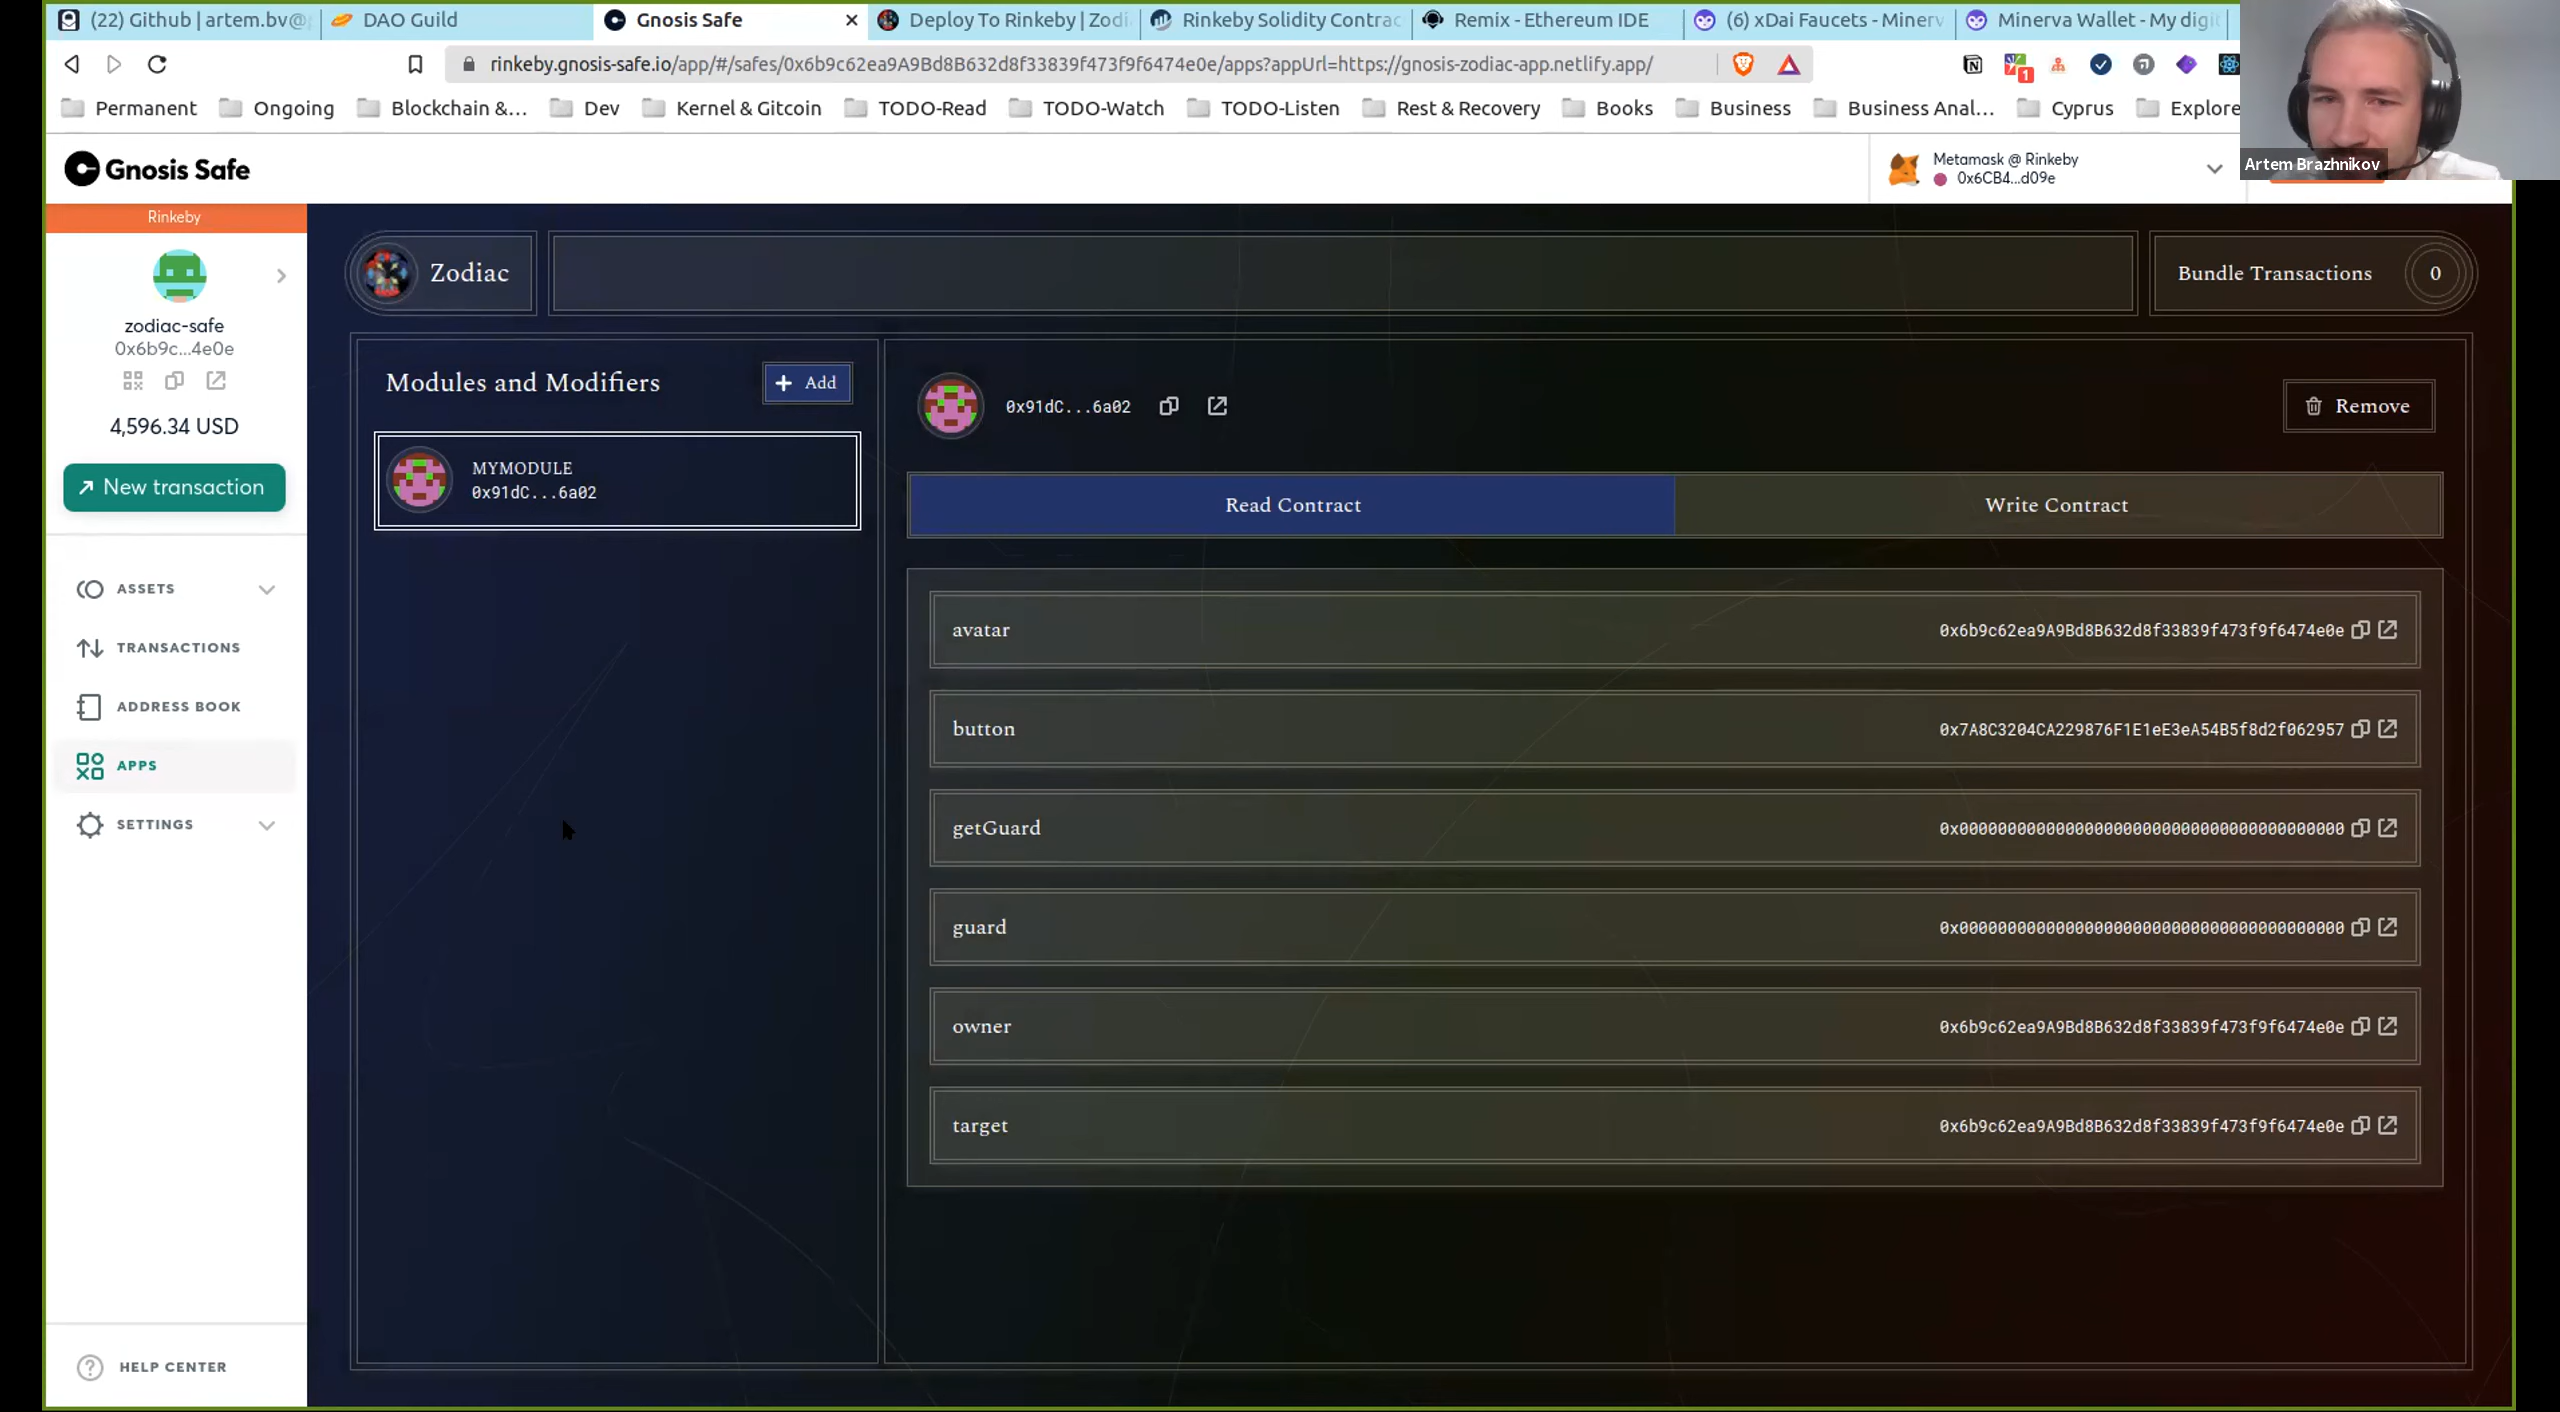 (22) Github | artem.bv@
DAO Guild
Gnosis Safe
Deploy To Rinkeby | Zodi
Rinkeby Solidity Contrac
Remix - Ethereum IDE
(6) xDai Faucets - Minerv
Minerva Wallet - My digit
rinkeby.gnosis-safe.io/app/#/safes/0x6b9c62ea9A9Bd8B632d8f33839f473f9f6474e0e/apps?appUrl=https://gnosis-zodiac-app.netlify.app/
1
Permanent
Ongoing
Blockchain &...
Dev
Kernel & Gitcoin
TODO-Read
TODO-Watch
TODO-Listen
Rest & Recovery
Books
Business
Business Anal...
Cyprus
Explore
Artem Brazhnikov
Gnosis Safe
Metamask @ Rinkeby
0x6CB4...d09e
Rinkeby
zodiac-safe
0x6b9c...4e0e
4,596.34 USD
New transaction
ASSETS
TRANSACTIONS
ADDRESS BOOK
APPS
SETTINGS
HELP CENTER
Zodiac
Bundle Transactions 0
Modules and Modifiers
+ Add
MYMODULE
0x91dC...6a02
0x91dC...6a02
Remove
Read Contract
Write Contract
avatar 0x6b9c62ea9A9Bd8B632d8f33839f473f9f6474e0e
button 0x7A8C3204CA229876F1E1eE3eA54B5f8d2f062957
getGuard 0x0000000000000000000000000000000000000000
guard 0x0000000000000000000000000000000000000000
owner 0x6b9c62ea9A9Bd8B632d8f33839f473f9f6474e0e
target 0x6b9c62ea9A9Bd8B632d8f33839f473f9f6474e0e